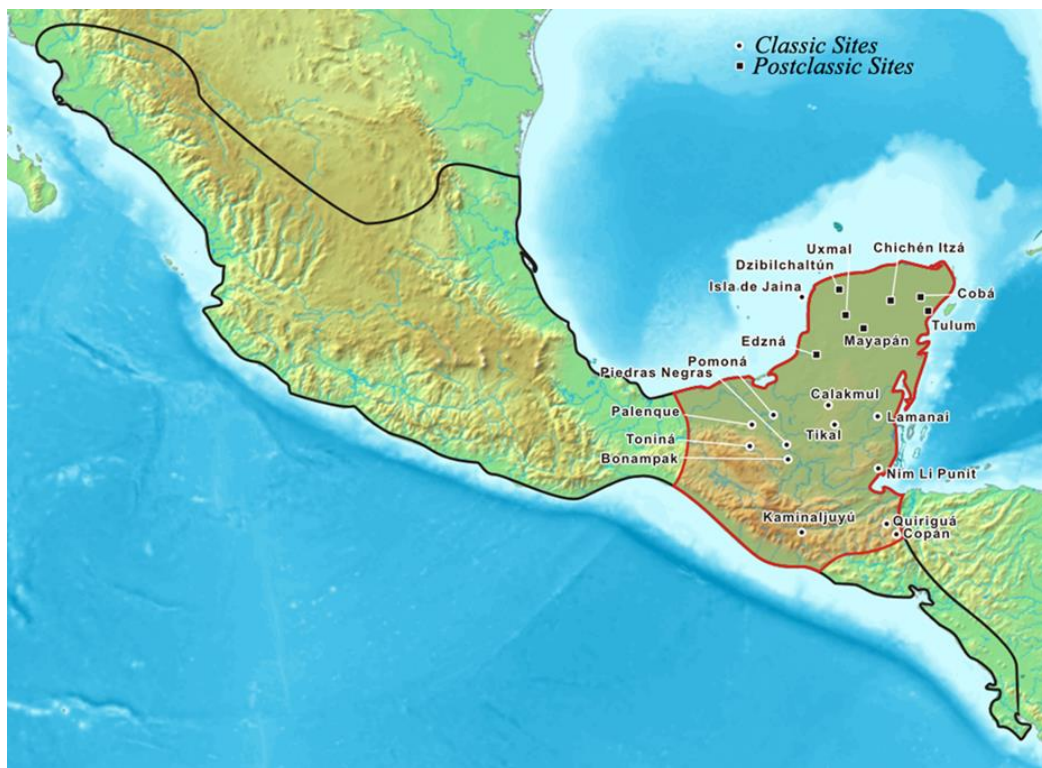 Classic Sites
Postclassic Sites
Uxmal
Chichén Itzá
Dzibilchaltún
Isla de Jaina
Cobá
Tulum
Mayapán
Edzná
Pomoná
Piedras Negras
Calakmul
Palenque
Lamanai
Tikal
Toniná
Bonampak
Nim Li Punit
Kaminaljuyú
Quiriguá
Copán